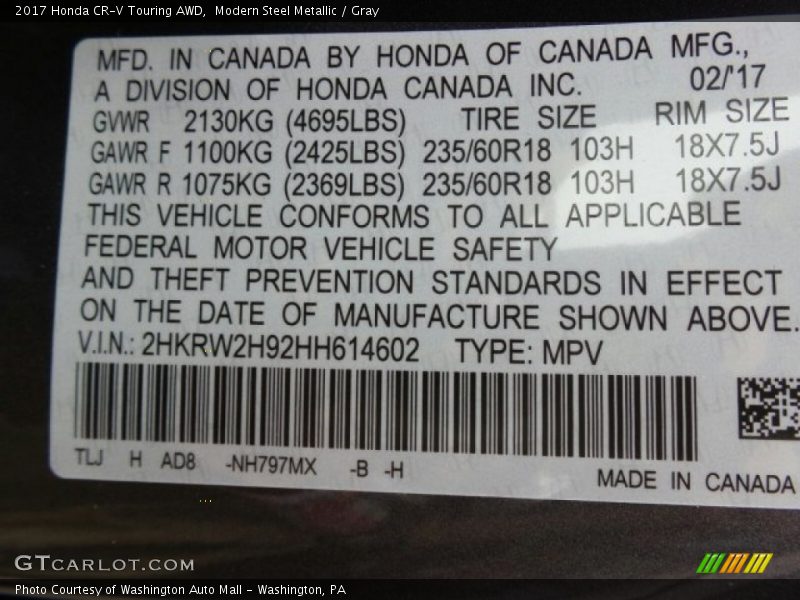 2017 Honda CR-V Touring AWD,  Modern Steel Metallic / Gray
MFD. IN CANADA BY HONDA OF CANADA MFG.,
A DIVISION OF HONDA CANADA INC. 02/'17
GVWR 2130KG (4695LBS) TIRE SIZE RIM SIZE
GAWR F 1100KG (2425LBS) 235/60R18 103H 18X7.5J
GAWR R 1075KG (2369LBS) 235/60R18 103H 18X7.5J
THIS VEHICLE CONFORMS TO ALL APPLICABLE
FEDERAL MOTOR VEHICLE SAFETY
AND THEFT PREVENTION STANDARDS IN EFFECT
ON THE DATE OF MANUFACTURE SHOWN ABOVE.
V.I.N.: 2HKRW2H92HH614602 TYPE: MPV
TLJ H AD8 -NH797MX -B -H
MADE IN CANADA
GTCARLOT.COM
Photo Courtesy of Washington Auto Mall - Washington, PA